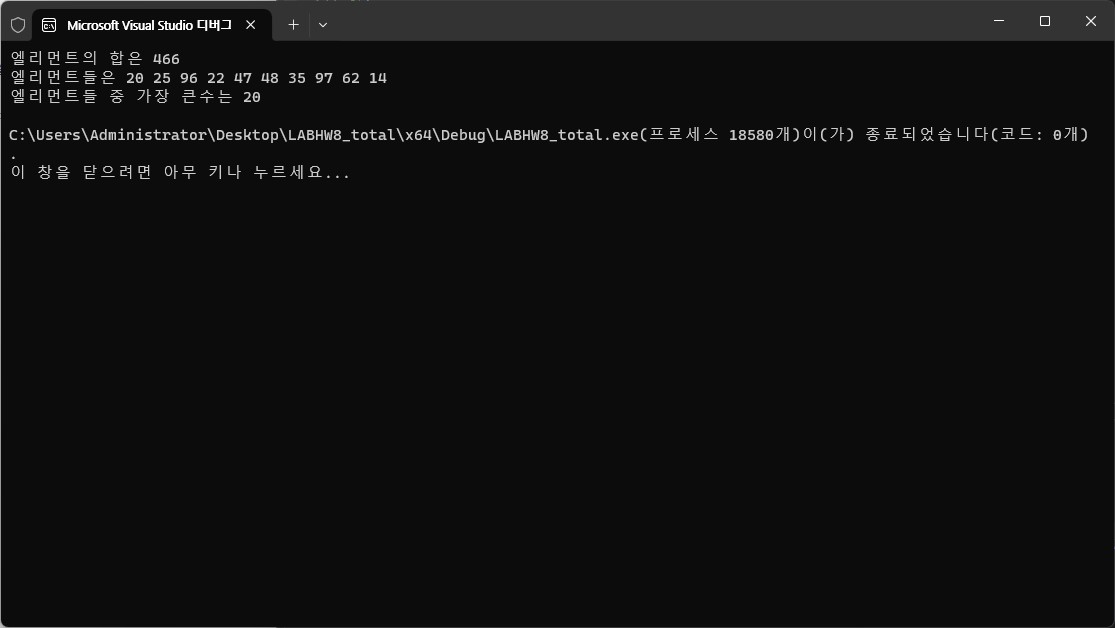 Microsoft Visual Studio 디버그
엘리먼트의 합은 466
엘리먼트들은 20 25 96 22 47 48 35 97 62 14
엘리먼트들 중 가장 큰수는 20
C:\Users\Administrator\Desktop\LABHW8_total\x64\Debug\LABHW8_total.exe(프로세스 18580개)이(가) 종료되었습니다(코드: 0개)
.
이 창을 닫으려면 아무 키나 누르세요...